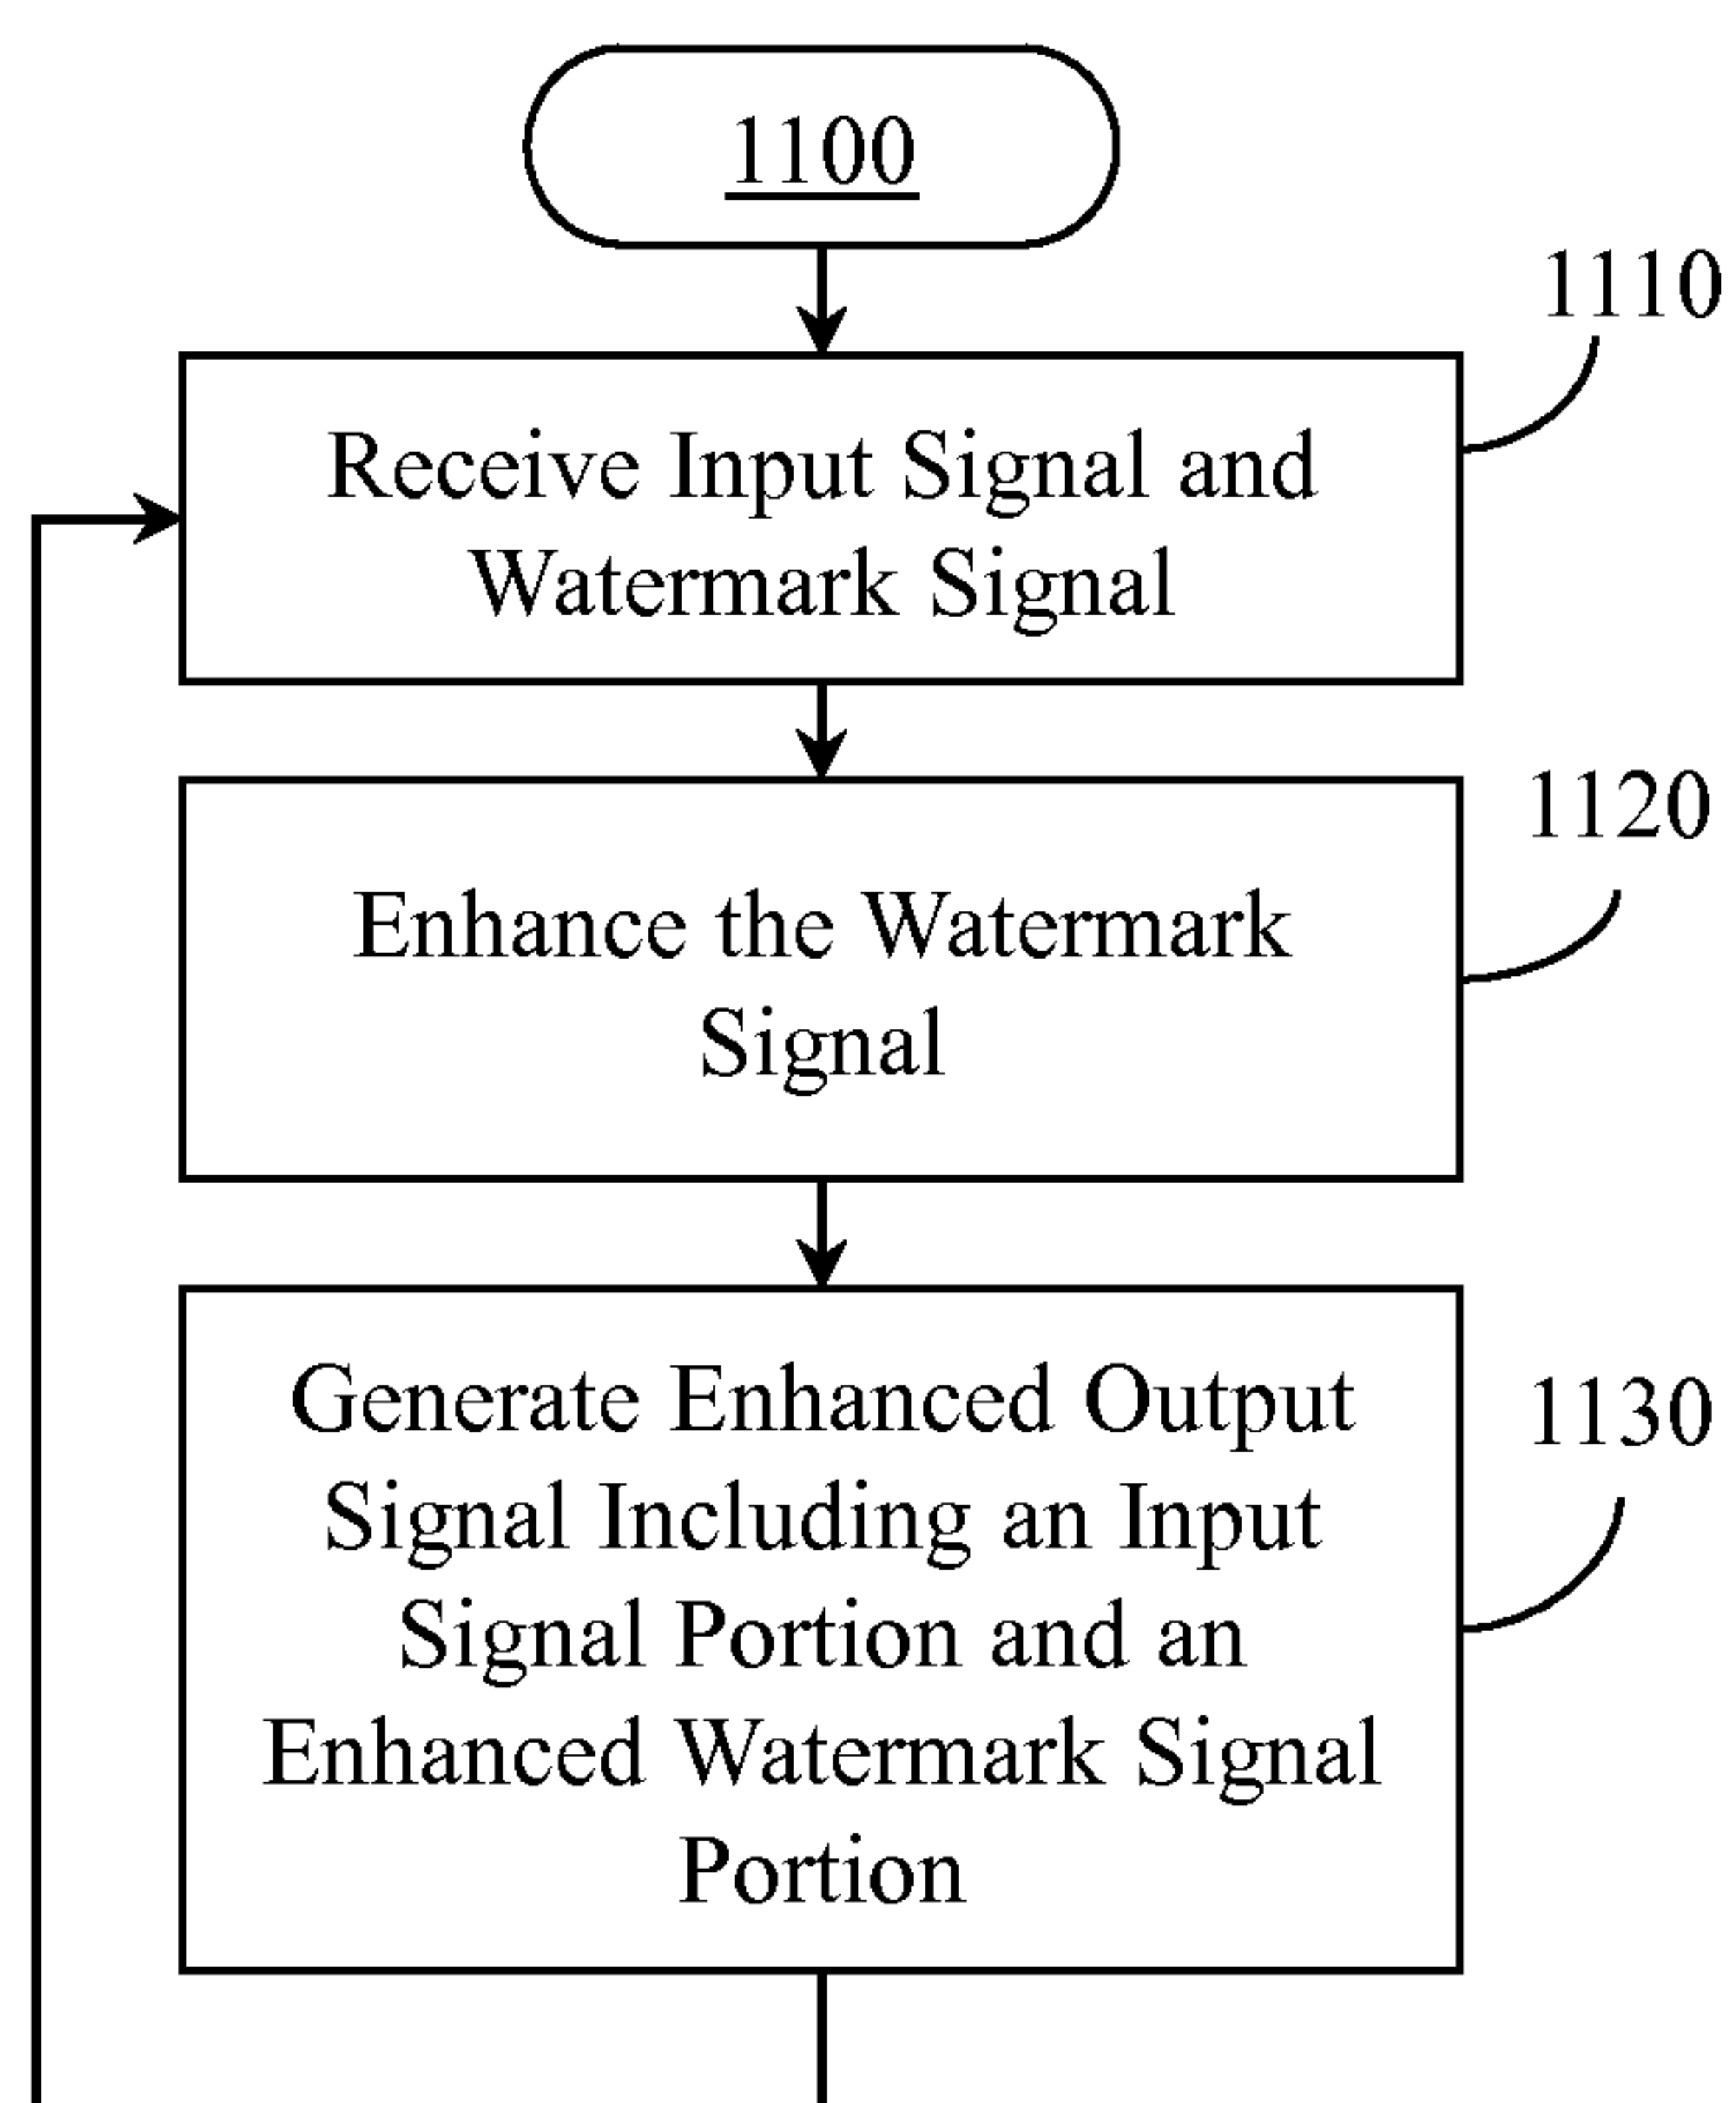 1100
1110
Receive Input Signal and
Watermark Signal
1120
Enhance the Watermark
Signal
1130
Generate Enhanced Output
Signal Including an Input
Signal Portion and an
Enhanced Watermark Signal
Portion